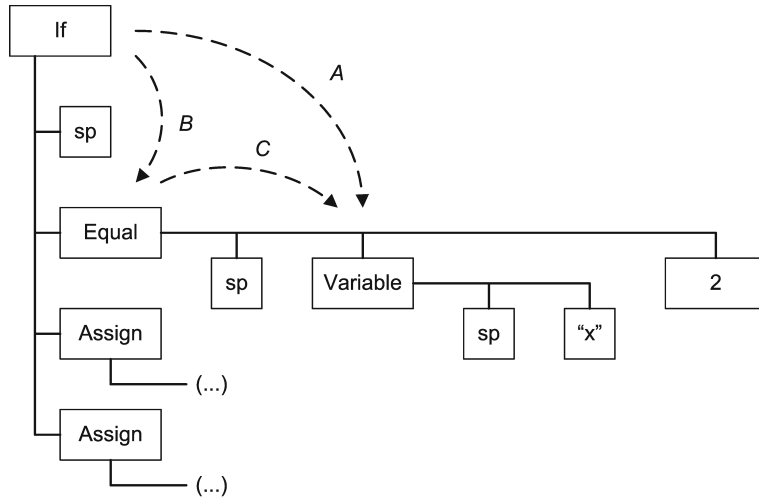 If
A
sp
B
C
Equal
sp
Variable
2
Assign
sp
“x”
(...)
Assign
(...)